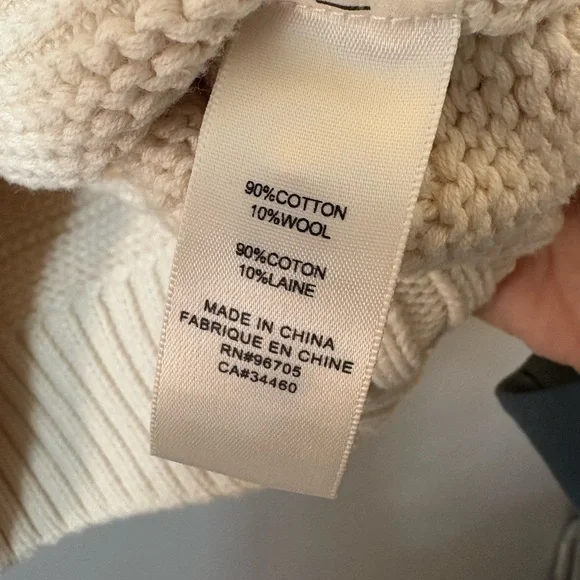 90%COTTON
10%WOOL
90%COTON
10%LAINE
MADE IN CHINA
FABRIQUE EN CHINE
RN#96705
CA#34460